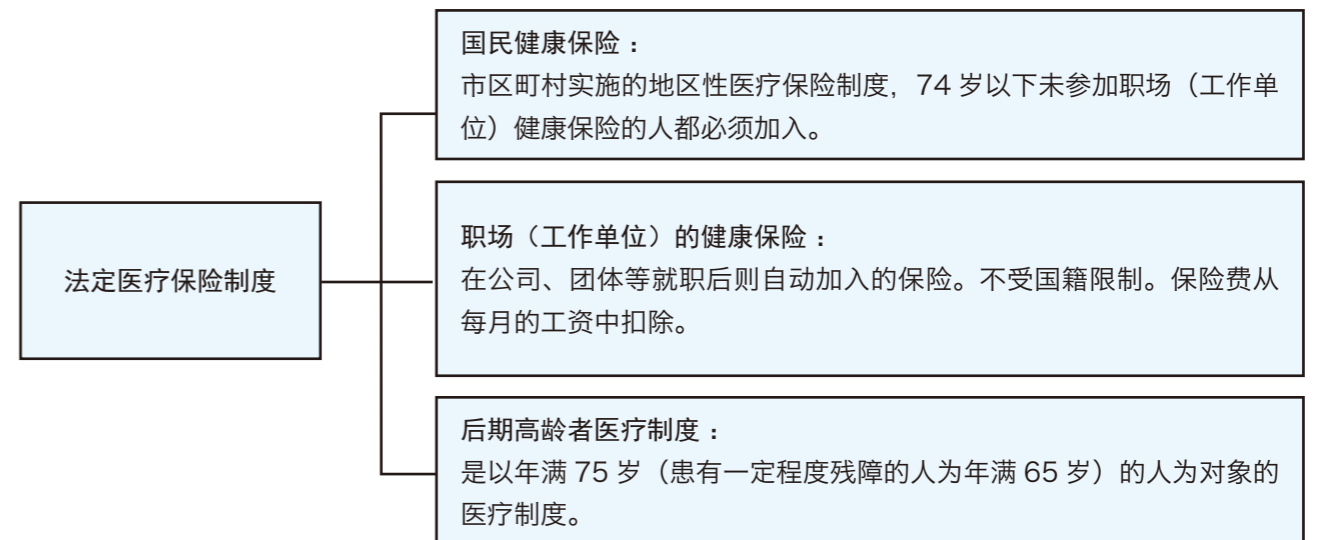 国民健康保险：
市区町村实施的地区性医疗保险制度，74 岁以下未参加职场（工作单
位）健康保险的人都必须加入。
法定医疗保险制度
职场（工作单位）的健康保险：
在公司、团体等就职后则自动加入的保险。不受国籍限制。保险费从
每月的工资中扣除。
后期高龄者医疗制度：
是以年满 75 岁（患有一定程度残障的人为年满 65 岁）的人为对象的
医疗制度。